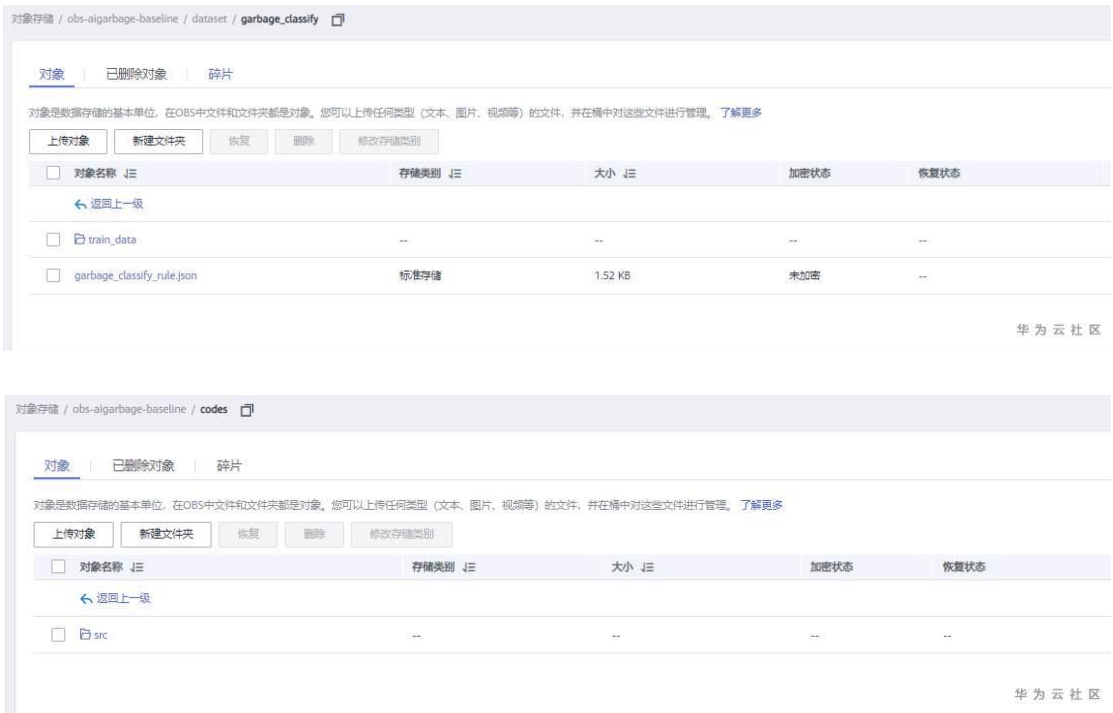 对象存储 / obs-aigarbage-baseline / dataset / garbage_classify
对象 已删除对象 碎片
对象是数据存储的基本单位，在OBS中文件和文件夹都是对象。您可以上传任何类型（文本、图片、视频等）的文件，并在桶中对这些文件进行管理。 了解更多
上传对象 新建文件夹 恢复 删除 修改存储类别
对象名称 存储类别 大小 加密状态 恢复状态
返回上一级
train_data -- -- -- --
garbage_classify_rule.json 标准存储 1.52 KB 未加密 --
华为云社区
对象存储 / obs-aigarbage-baseline / codes
对象 已删除对象 碎片
对象是数据存储的基本单位，在OBS中文件和文件夹都是对象。您可以上传任何类型（文本、图片、视频等）的文件，并在桶中对这些文件进行管理。 了解更多
上传对象 新建文件夹 恢复 删除 修改存储类别
对象名称 存储类别 大小 加密状态 恢复状态
返回上一级
src -- -- -- --
华为云社区